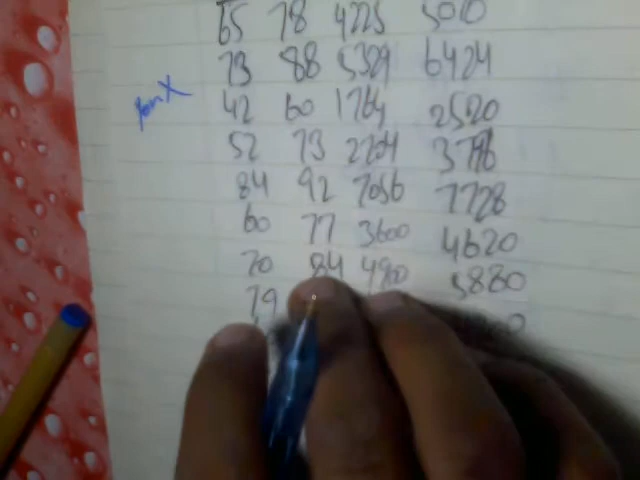 65 78 4225 5070
73 88 5329 6424
42 60 1764 2520
52 73 2704 3796
84 92 7056 7728
60 77 3600 4620
70 84 4900 5880
79